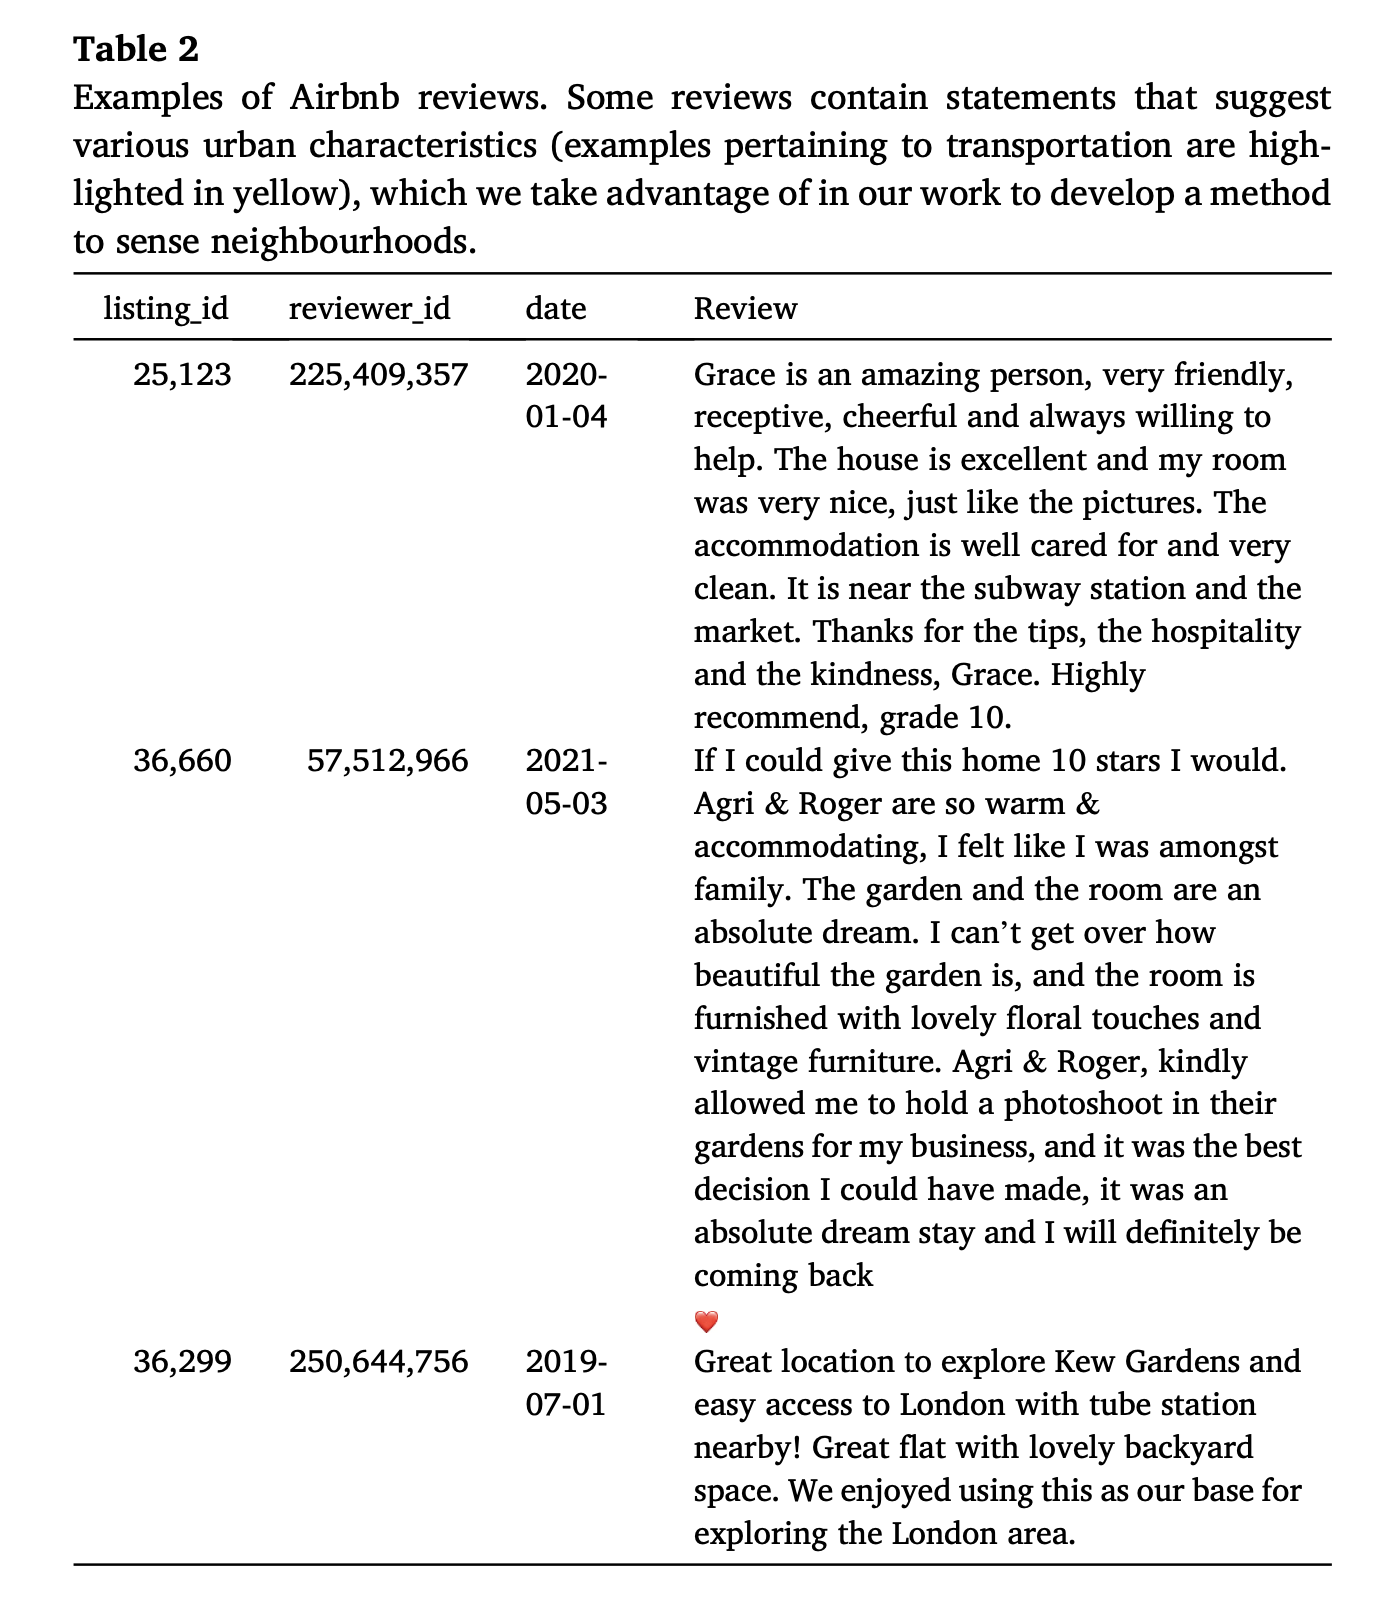 Table 2
Examples of Airbnb reviews. Some reviews contain statements that suggest
various urban characteristics (examples pertaining to transportation are high-
lighted in yellow), which we take advantage of in our work to develop a method
to sense neighbourhoods.
listing_id reviewer_id date Review
25,123 225,409,357 2020- Grace is an amazing person, very friendly,
01-04 receptive, cheerful and always willing to
help. The house is excellent and my room
was very nice, just like the pictures. The
accommodation is well cared for and very
clean. It is near the subway station and the
market. Thanks for the tips, the hospitality
and the kindness, Grace. Highly
recommend, grade 10.
36,660 57,512,966 2021- If I could give this home 10 stars I would.
05-03 Agri & Roger are so warm &
accommodating, I felt like I was amongst
family. The garden and the room are an
absolute dream. I can’t get over how
beautiful the garden is, and the room is
furnished with lovely floral touches and
vintage furniture. Agri & Roger, kindly
allowed me to hold a photoshoot in their
gardens for my business, and it was the best
decision I could have made, it was an
absolute dream stay and I will definitely be
coming back
❤️
36,299 250,644,756 2019- Great location to explore Kew Gardens and
07-01 easy access to London with tube station
nearby! Great flat with lovely backyard
space. We enjoyed using this as our base for
exploring the London area.